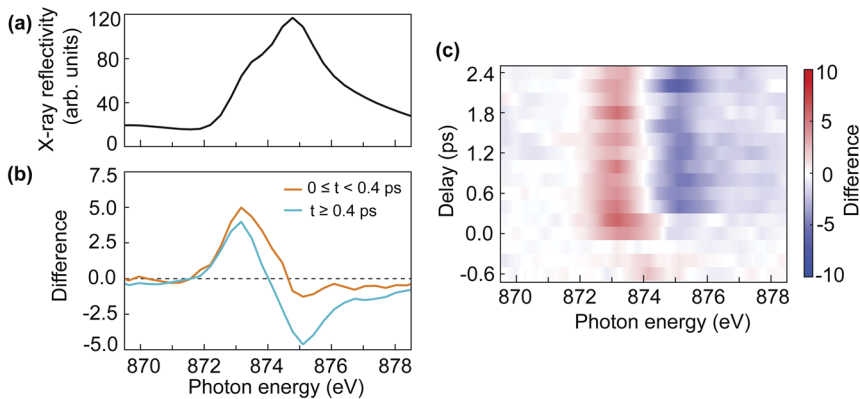 (a)
X-ray reflectivity
(arb. units)
120
80
40
0
(b)
Difference
7.5
5.0
2.5
0.0
-2.5
-5.0
0 ≤ t < 0.4 ps
t ≥ 0.4 ps
870 872 874 876 878
Photon energy (eV)
(c)
Delay (ps)
2.4
1.8
1.2
0.6
0.0
-0.6
870 872 874 876 878
Photon energy (eV)
10
5
0
-5
-10
Difference